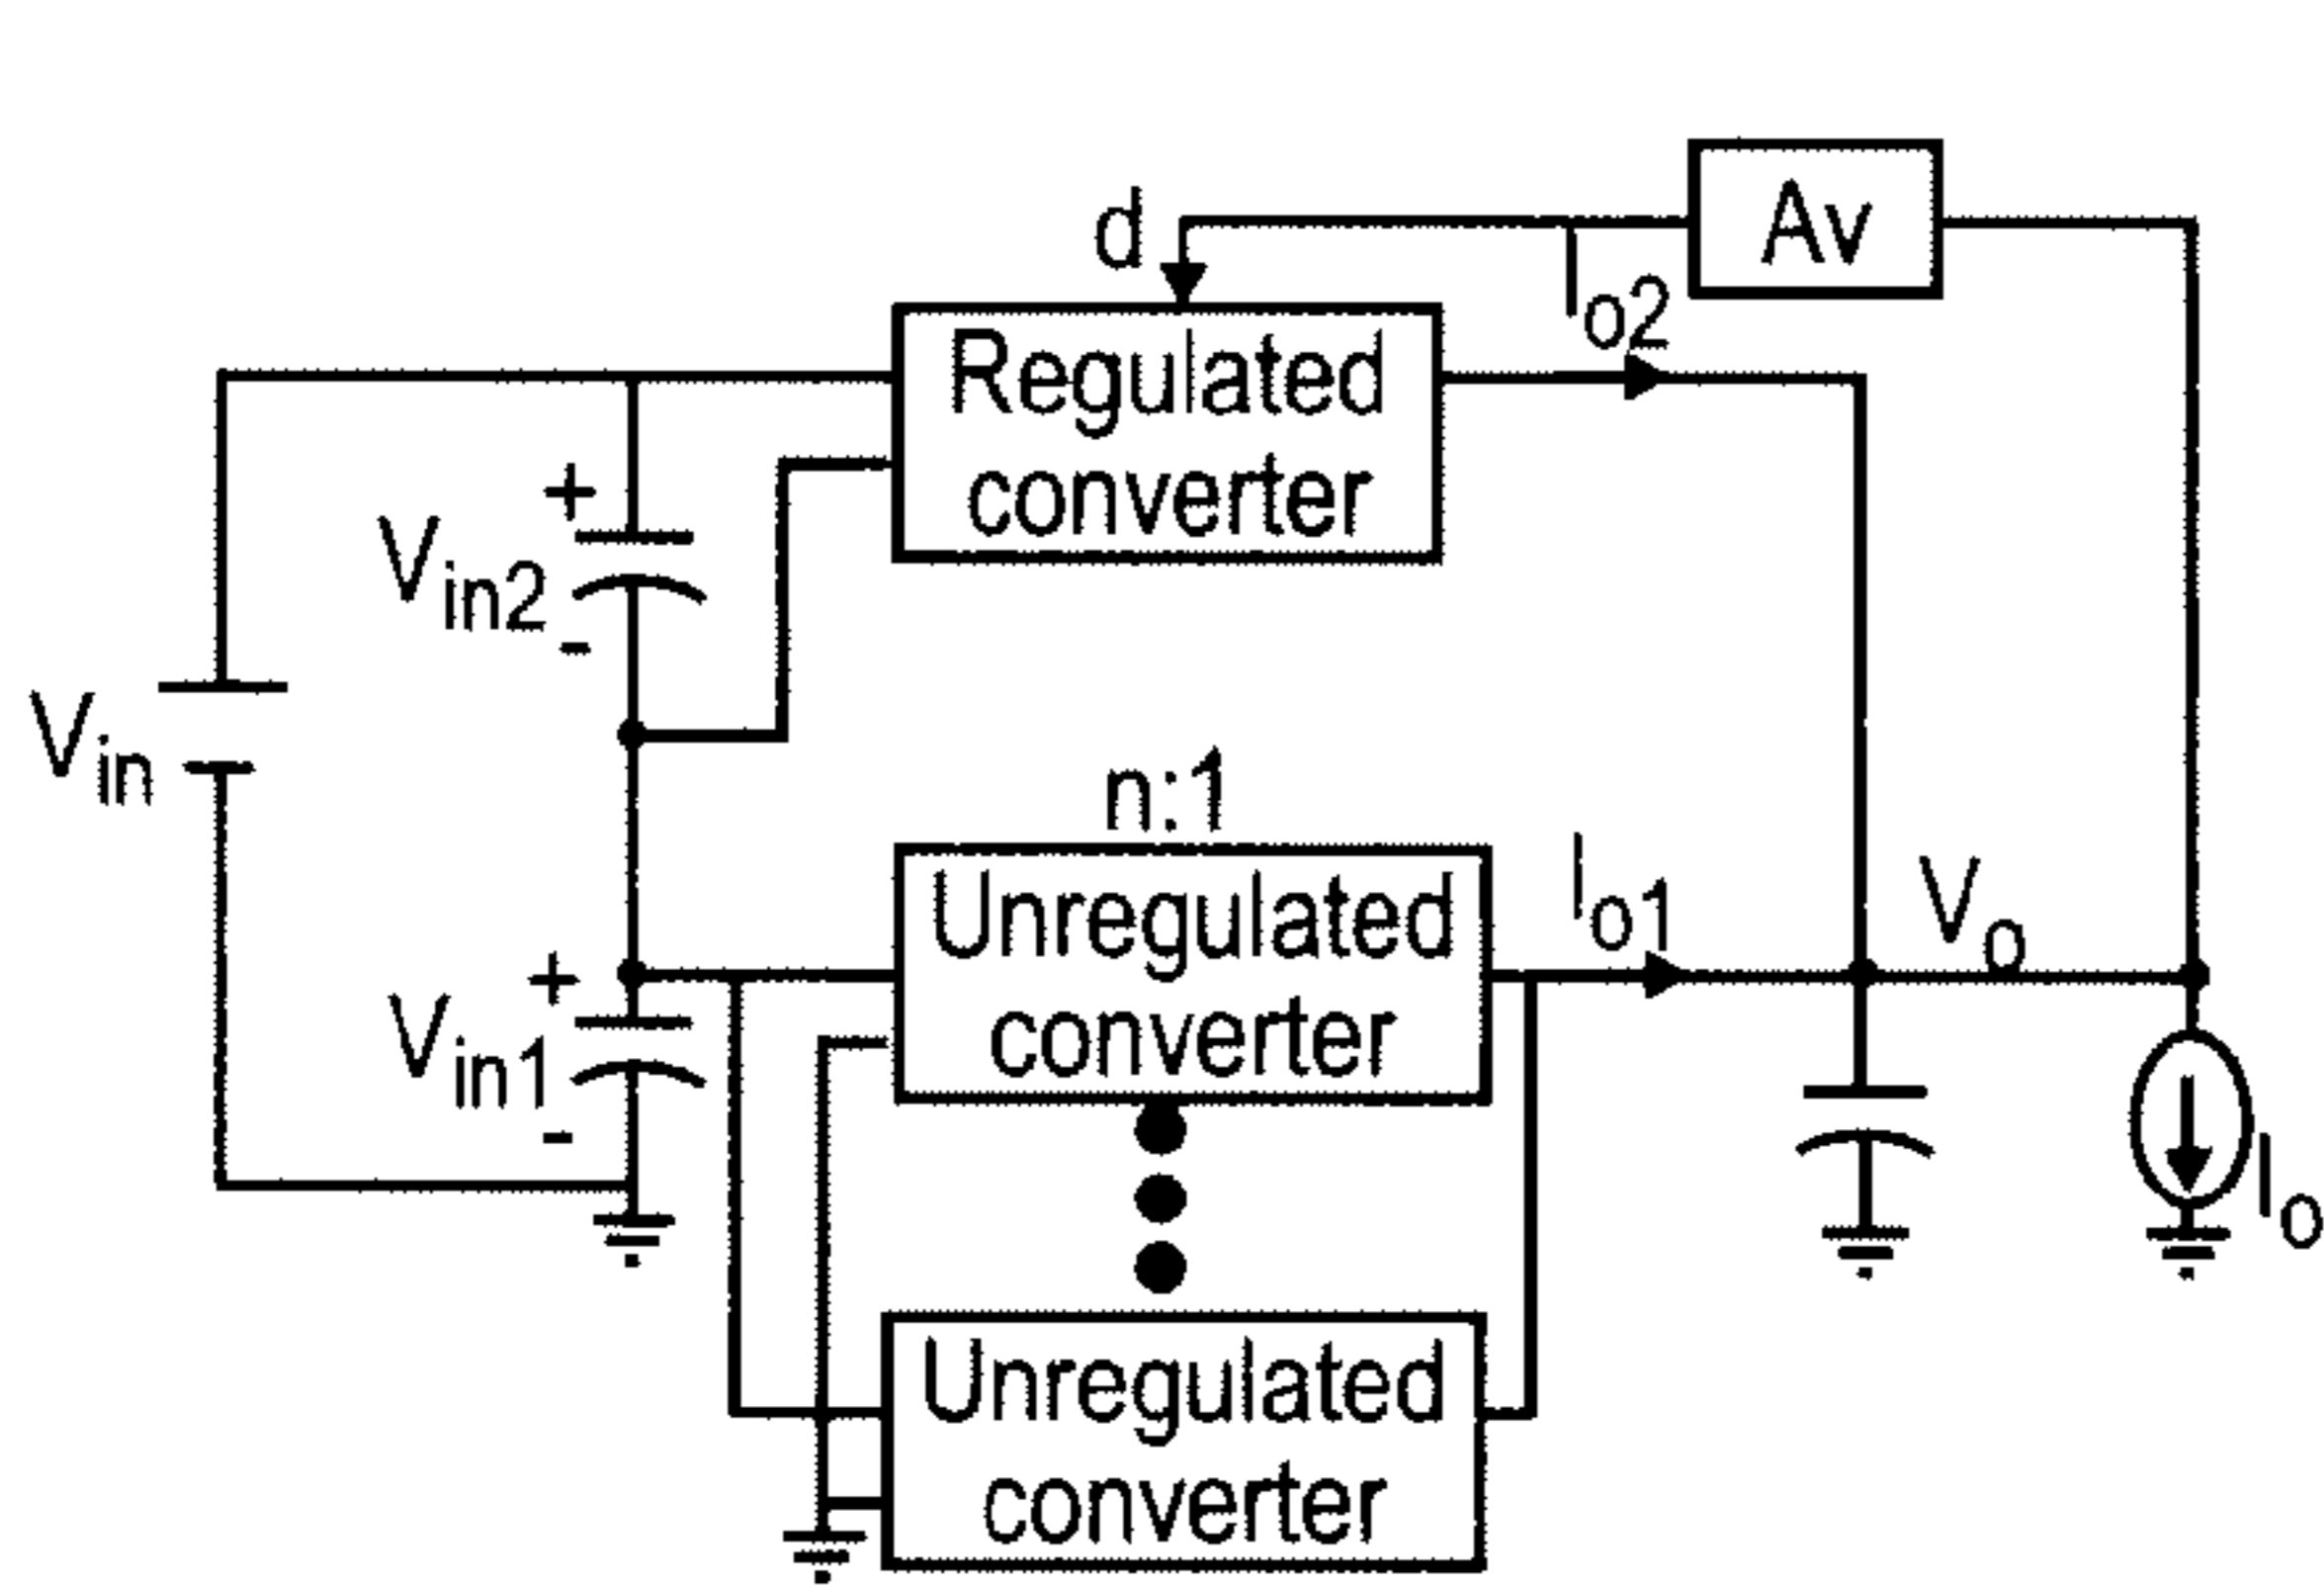 Av
d
Io2
Regulated
converter
+
Vin2
-
Vin
n:1
Unregulated
converter
Io1
Vo
+
Vin1
-
Io
Unregulated
converter